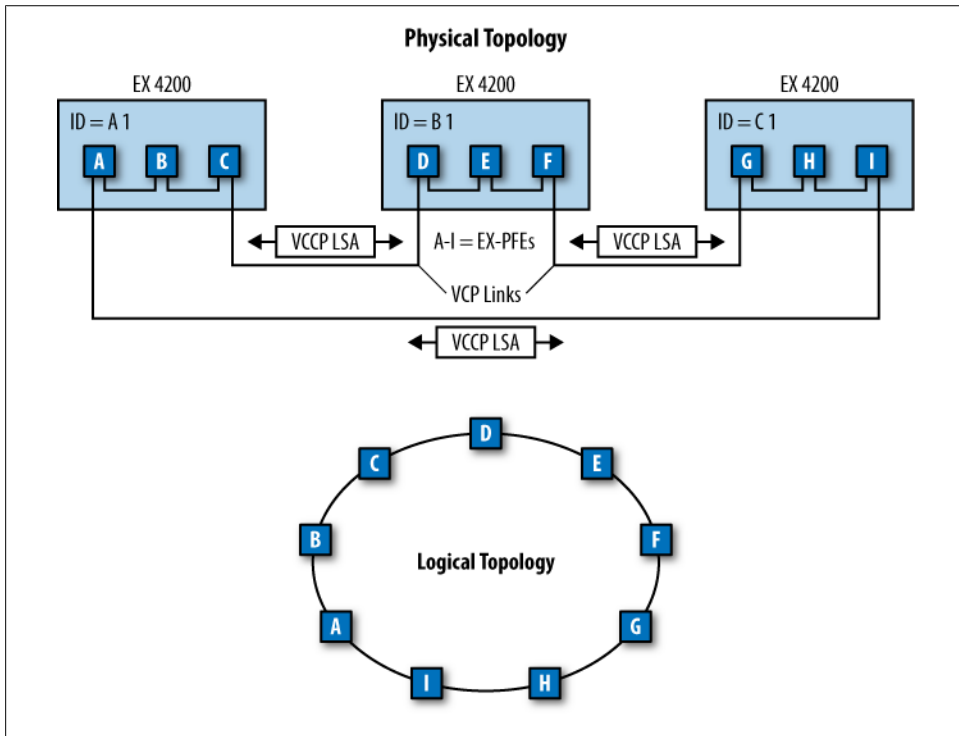 Physical Topology
EX 4200
EX 4200
EX 4200
ID = A 1
ID = B 1
ID = C 1
A
B
C
D
E
F
G
H
I
VCCP LSA
A-I = EX-PFEs
VCCP LSA
VCP Links
VCCP LSA
D
C
E
B
F
Logical Topology
A
G
I
H